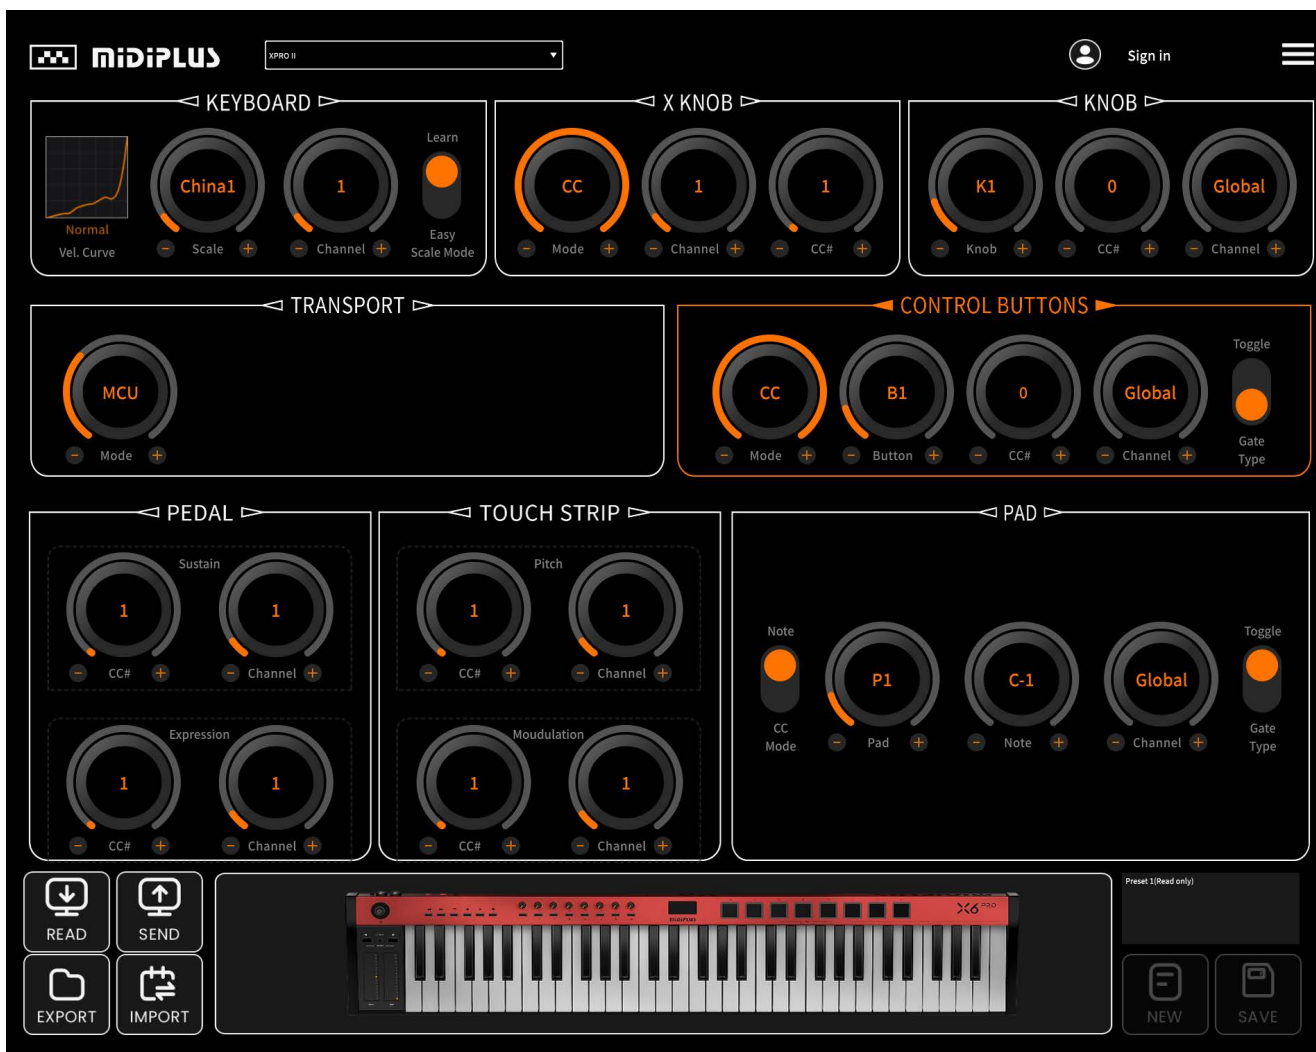 MiDiPLUS
XPRO II
Sign in
KEYBOARD
Normal
Vel. Curve
China1
Scale
1
Channel
Learn
Easy
Scale Mode
X KNOB
CC
Mode
1
Channel
1
CC#
KNOB
K1
Knob
0
CC#
Global
Channel
TRANSPORT
MCU
Mode
CONTROL BUTTONS
CC
Mode
B1
Button
0
CC#
Global
Channel
Toggle
Gate
Type
PEDAL
Sustain
1
CC#
1
Channel
Expression
1
CC#
1
Channel
TOUCH STRIP
Pitch
1
CC#
1
Channel
Moudulation
1
CC#
1
Channel
PAD
Note
CC
Mode
P1
Pad
C-1
Note
Global
Channel
Toggle
Gate
Type
READ
SEND
EXPORT
IMPORT
MiDiPLUS
X6 PRO
Preset 1(Read only)
NEW
SAVE